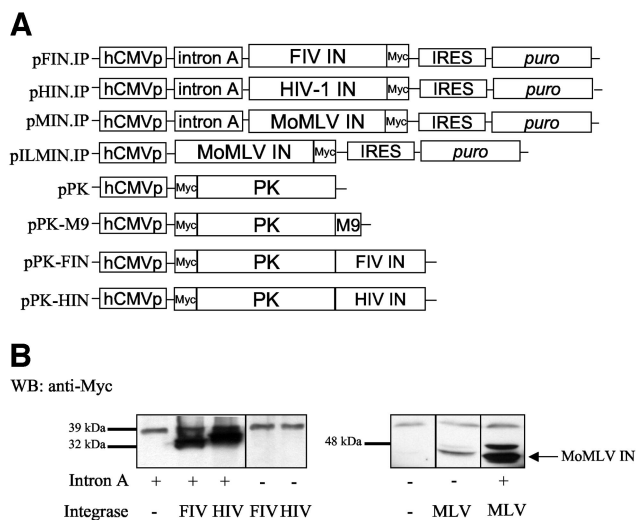 A
pFIN.IP hCMVp intron A FIV IN Myc IRES puro
pHIN.IP hCMVp intron A HIV-1 IN Myc IRES puro
pMIN.IP hCMVp intron A MoMLV IN Myc IRES puro
pILMIN.IP hCMVp MoMLV IN Myc IRES puro
pPK hCMVp Myc PK
pPK-M9 hCMVp Myc PK M9
pPK-FIN hCMVp Myc PK FIV IN
pPK-HIN hCMVp Myc PK HIV IN
B
WB: anti-Myc
39 kDa
32 kDa
48 kDa
MoMLV IN
Intron A + + + - - - - +
Integrase - FIV HIV FIV HIV - MLV MLV